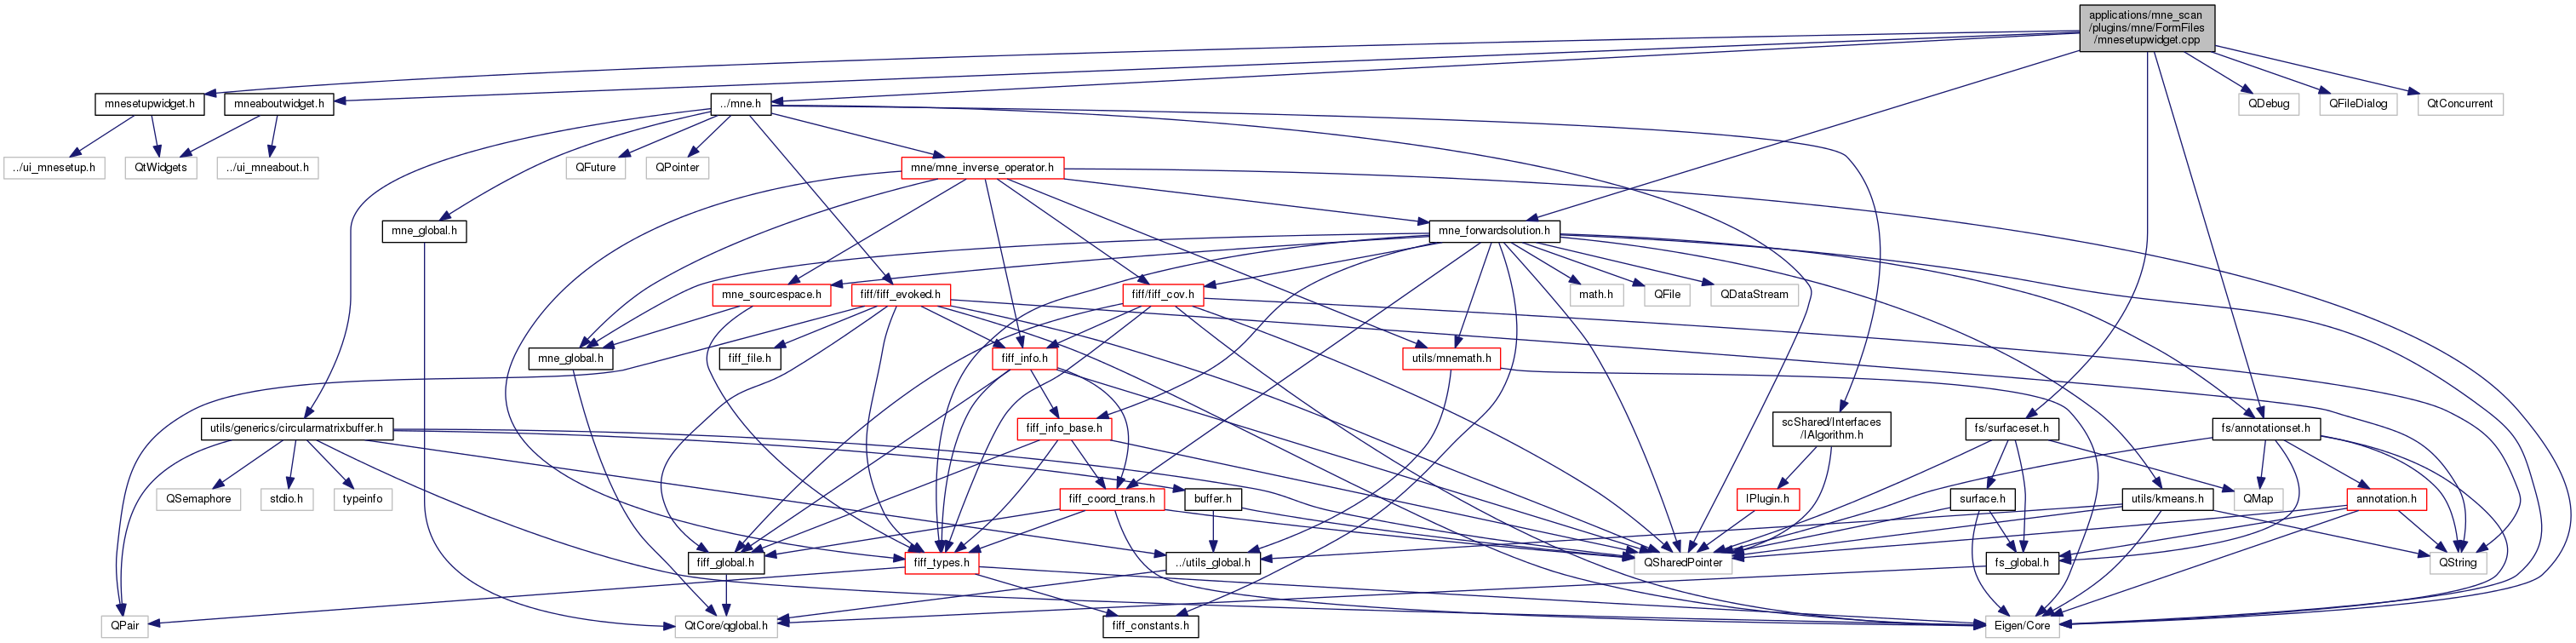 applications/mne_scan
/plugins/mne/FormFiles
/mnesetupwidget.cpp
mnesetupwidget.h
mneaboutwidget.h
../mne.h
QDebug
QFileDialog
QtConcurrent
../ui_mnesetup.h
QtWidgets
../ui_mneabout.h
QFuture
QPointer
mne/mne_inverse_operator.h
mne_global.h
mne_forwardsolution.h
mne_sourcespace.h
fiff/fiff_evoked.h
fiff/fiff_cov.h
math.h
QFile
QDataStream
mne_global.h
fiff_file.h
fiff_info.h
utils/mnemath.h
utils/generics/circularmatrixbuffer.h
fiff_info_base.h
scShared/Interfaces
/IAlgorithm.h
fs/surfaceset.h
fs/annotationset.h
QSemaphore
stdio.h
typeinfo
fiff_coord_trans.h
buffer.h
IPlugin.h
surface.h
utils/kmeans.h
QMap
annotation.h
fiff_global.h
fiff_types.h
../utils_global.h
QSharedPointer
fs_global.h
QString
QPair
QtCore/qglobal.h
fiff_constants.h
Eigen/Core